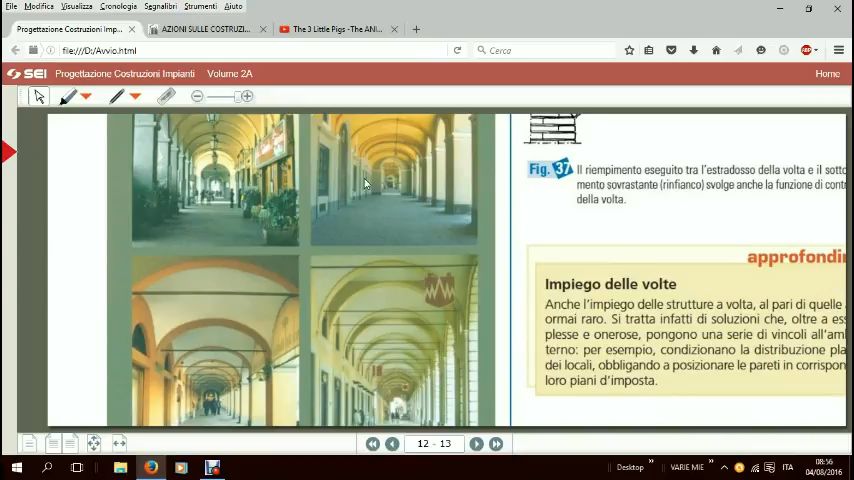 File Modifica Visualizza Cronologia Segnalibri Strumenti Aiuto
Progettazione Costruzioni Imp...
AZIONI SULLE COSTRUZI...
The 3 Little Pigs -The ANI...
file:///D:/Avvio.html
Cerca
ABP
SEI Progettazione Costruzioni Impianti Volume 2A
Home
Fig. 37 Il riempimento eseguito tra l'estradosso della volta e il sotto
mento sovrastante (rinfianco) svolge anche la funzione di cont
della volta.
approfondi
Impiego delle volte
Anche l'impiego delle strutture a volta, al pari di quelle
ormai raro. Si tratta infatti di soluzioni che, oltre a es
plesse e onerose, pongono una serie di vincoli all'am
terno: per esempio, condizionano la distribuzione pla
dei locali, obbligando a posizionare le pareti in corrispon
loro piani d'imposta.
12 - 13
Desktop
VARIE MIE
ITA
08:56
04/08/2016